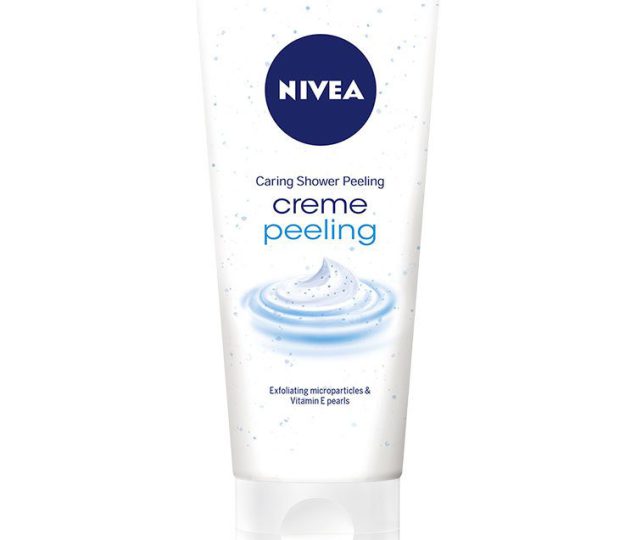 NIVEA
Caring Shower Peeling
creme
peeling
Exfoliating microparticles &
Vitamin E pearls